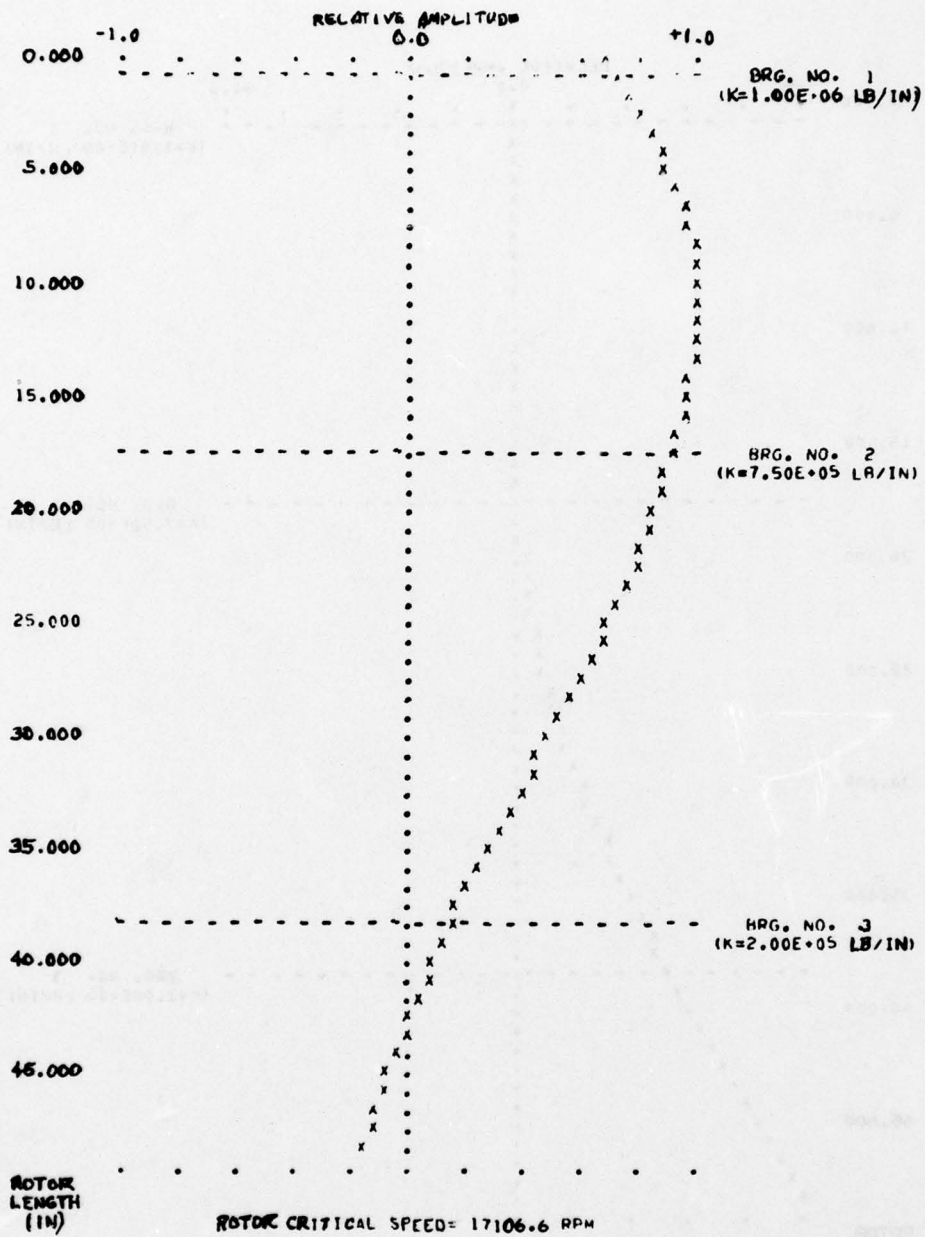 RELATIVE AMPLITUDE
-1.0 0.0 +1.0
0.000
BRG. NO. 1
(K=1.00E+06 LB/IN)
5.000
10.000
15.000
BRG. NO. 2
(K=7.50E+05 LB/IN)
20.000
25.000
30.000
35.000
BRG. NO. 3
(K=2.00E+05 LB/IN)
40.000
45.000
ROTOR
LENGTH
(IN)
ROTOR CRITICAL SPEED= 17106.6 RPM